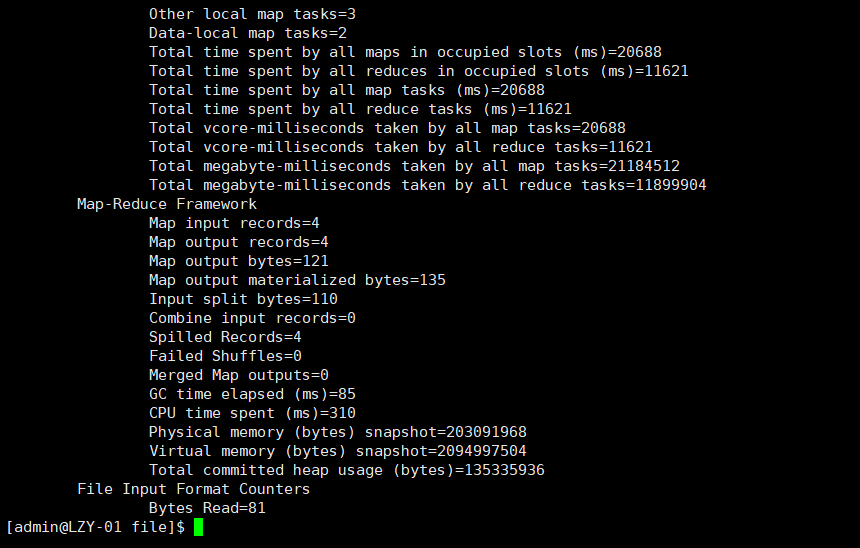 Other local map tasks=3
Data-local map tasks=2
Total time spent by all maps in occupied slots (ms)=20688
Total time spent by all reduces in occupied slots (ms)=11621
Total time spent by all map tasks (ms)=20688
Total time spent by all reduce tasks (ms)=11621
Total vcore-milliseconds taken by all map tasks=20688
Total vcore-milliseconds taken by all reduce tasks=11621
Total megabyte-milliseconds taken by all map tasks=21184512
Total megabyte-milliseconds taken by all reduce tasks=11899904
Map-Reduce Framework
Map input records=4
Map output records=4
Map output bytes=121
Map output materialized bytes=135
Input split bytes=110
Combine input records=0
Spilled Records=4
Failed Shuffles=0
Merged Map outputs=0
GC time elapsed (ms)=85
CPU time spent (ms)=310
Physical memory (bytes) snapshot=203091968
Virtual memory (bytes) snapshot=2094997504
Total committed heap usage (bytes)=135335936
File Input Format Counters
Bytes Read=81
[admin@LZY-01 file]$